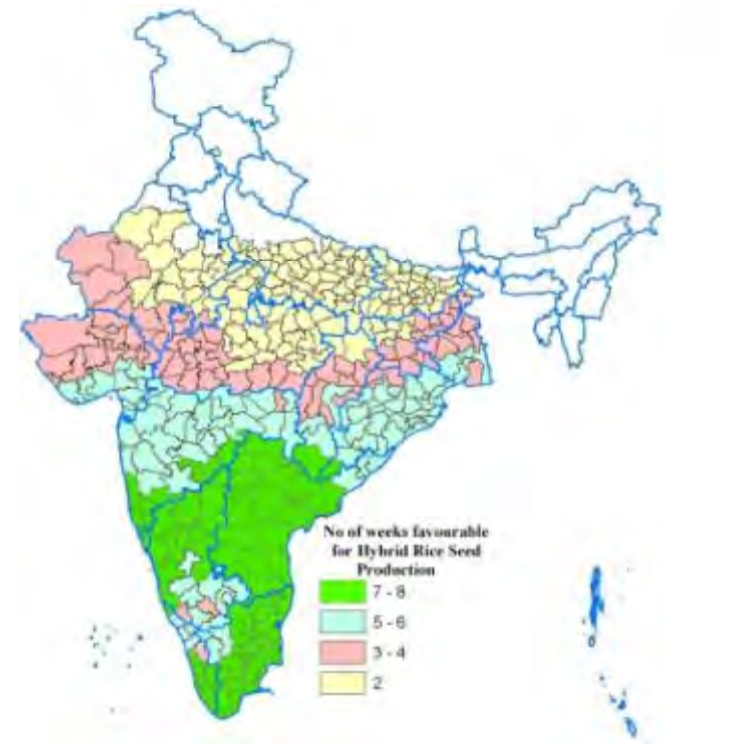 No of weeks favourable
for Hybrid Rice Seed
Production
7 - 8
5 - 6
3 - 4
2